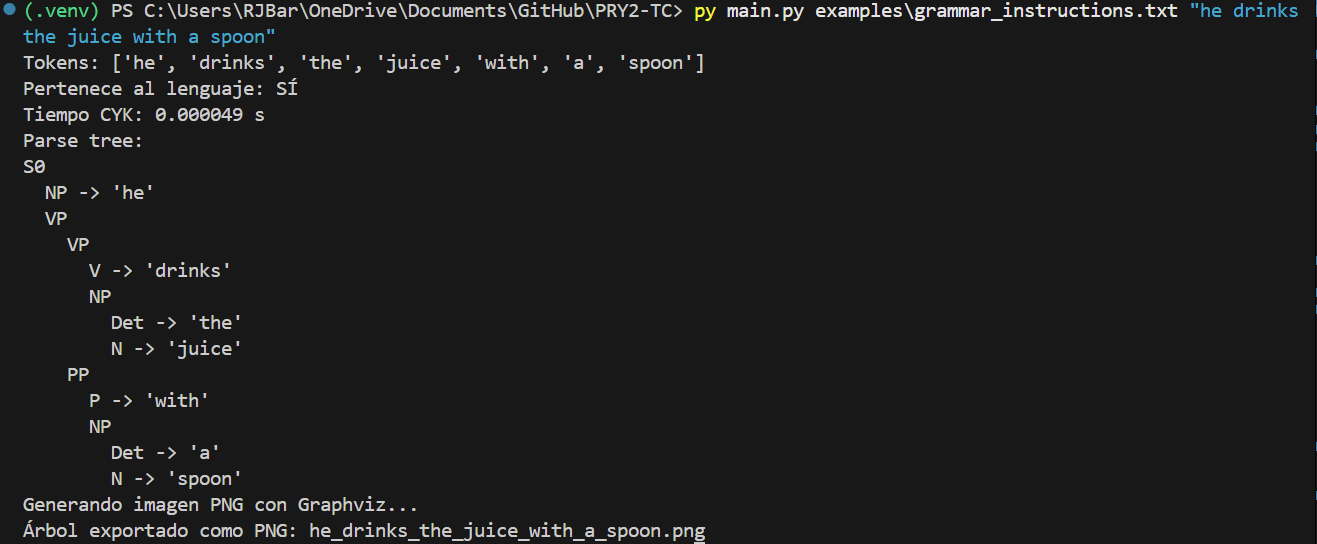 (.venv) PS C:\Users\RJBar\OneDrive\Documents\GitHub\PRY2-TC> py main.py examples\grammar_instructions.txt "he drinks
the juice with a spoon"
Tokens: ['he', 'drinks', 'the', 'juice', 'with', 'a', 'spoon']
Pertenece al lenguaje: SÍ
Tiempo CYK: 0.000049 s
Parse tree:
S0
  NP -> 'he'
  VP
    VP
      V -> 'drinks'
      NP
        Det -> 'the'
        N -> 'juice'
    PP
      P -> 'with'
      NP
        Det -> 'a'
        N -> 'spoon'
Generando imagen PNG con Graphviz...
Árbol exportado como PNG: he_drinks_the_juice_with_a_spoon.png